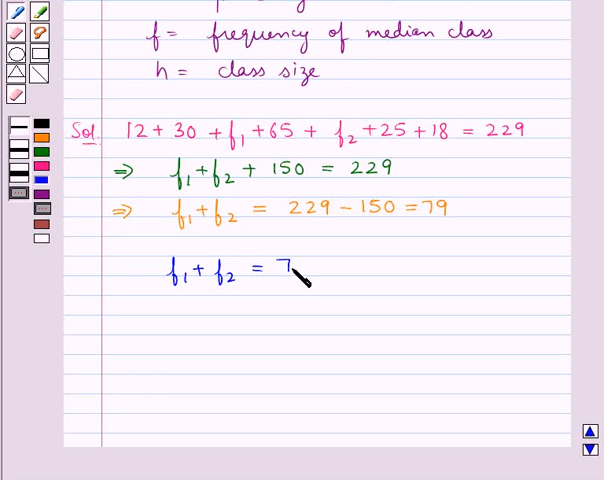 f = frequency of median class
h = class size
Sol. 12 + 30 + f₁ + 65 + f₂ + 25 + 18 = 229
⇒ f₁ + f₂ + 150 = 229
⇒ f₁ + f₂ = 229 − 150 = 79
f₁ + f₂ = 7